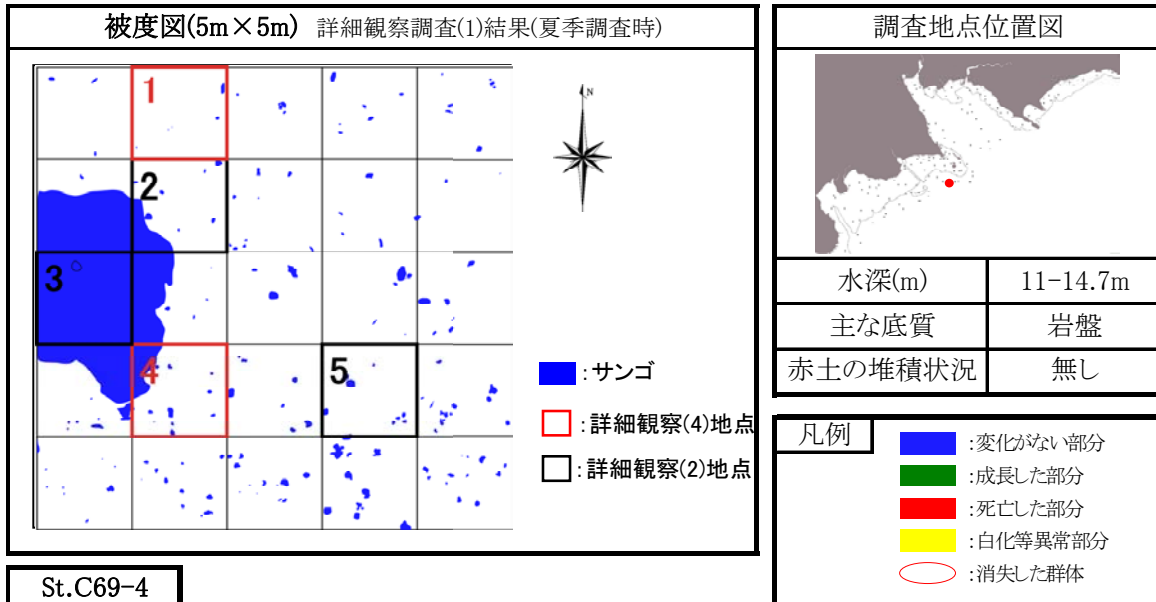 被度図(5m×5m) 詳細観察調査(1)結果(夏季調査時)
1
2
3
4
5
N
:サンゴ
:詳細観察(4)地点
:詳細観察(2)地点
St.C69-4
調査地点位置図
水深(m) 11-14.7m
主な底質 岩盤
赤土の堆積状況 無し
凡例
:変化がない部分
:成長した部分
:死亡した部分
:白化等異常部分
:消失した群体